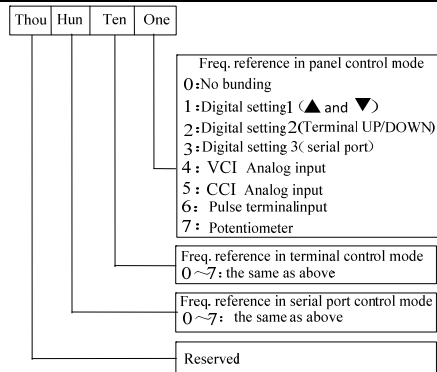 Thou Hun Ten One
Freq. reference in panel control mode
0:No bunding
1:Digital setting1 (▲ and ▼)
2:Digital setting2(Terminal UP/DOWN)
3:Digital setting 3( serial port)
4: VCI Analog input
5: CCI Analog input
6: Pulse terminalinput
7: Potentiometer
Freq. reference in terminal control mode
0~7: the same as above
Freq. reference in serial port control mode
0~7: the same as above
Reserved